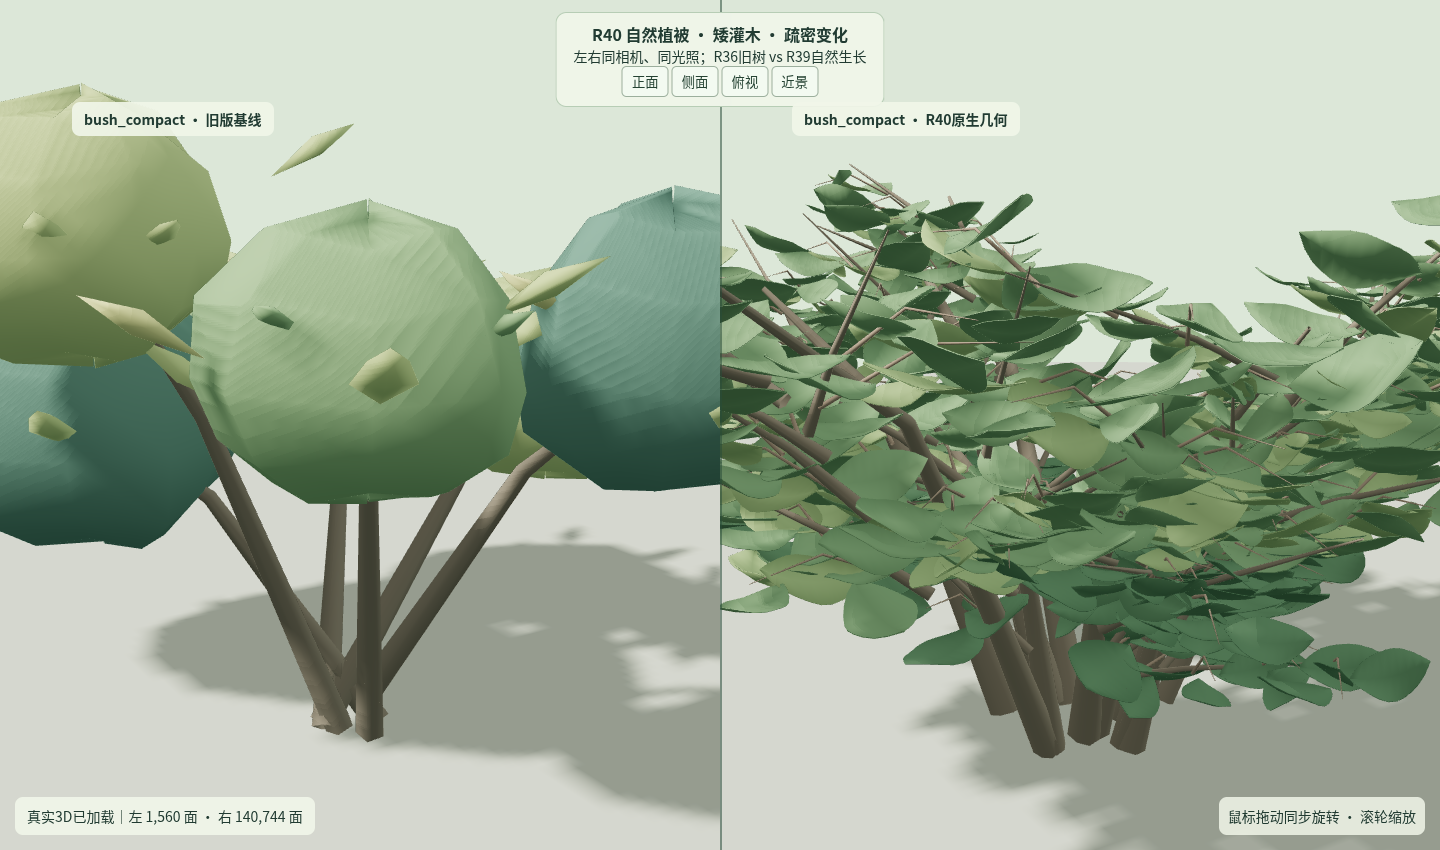 R40 自然植被 · 矮灌木 · 疏密变化
左右同相机、同光照；R36旧树 vs R39自然生长
正面 侧面 俯视 近景
bush_compact · 旧版基线
bush_compact · R40原生几何
真实3D已加载｜左 1,560 面 · 右 140,744 面
鼠标拖动同步旋转 · 滚轮缩放